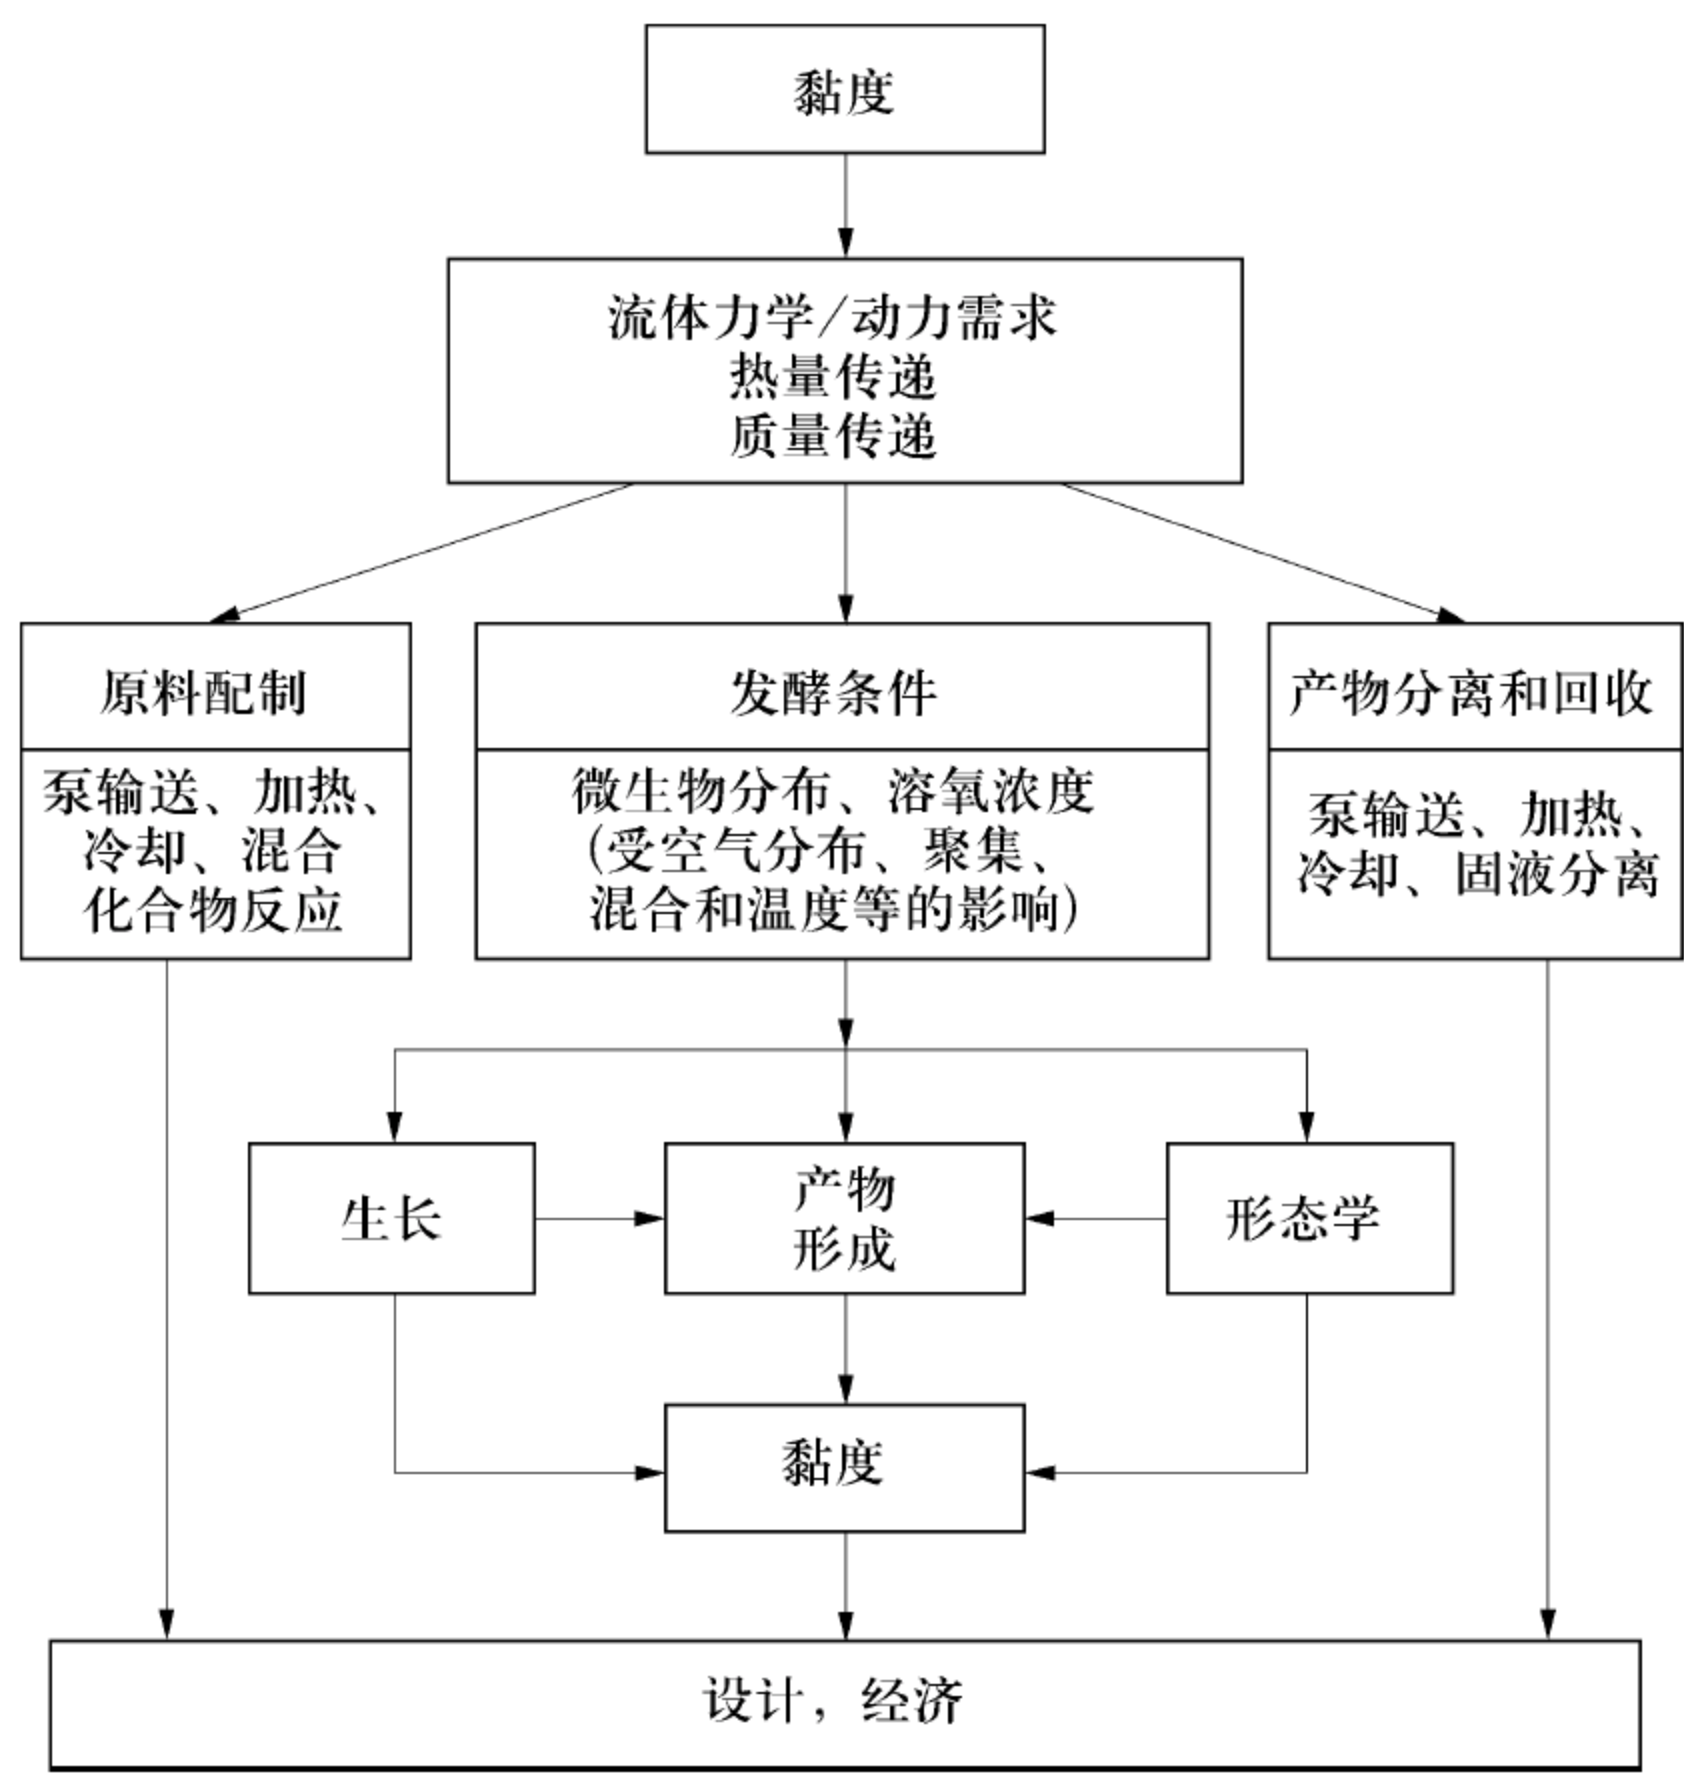 黏度
流体力学/动力需求
热量传递
质量传递
原料配制
泵输送、加热、
冷却、混合
化合物反应
发酵条件
微生物分布、溶氧浓度
(受空气分布、聚集、
混合和温度等的影响)
产物分离和回收
泵输送、加热、
冷却、固液分离
生长
产物
形成
形态学
黏度
设计，经济